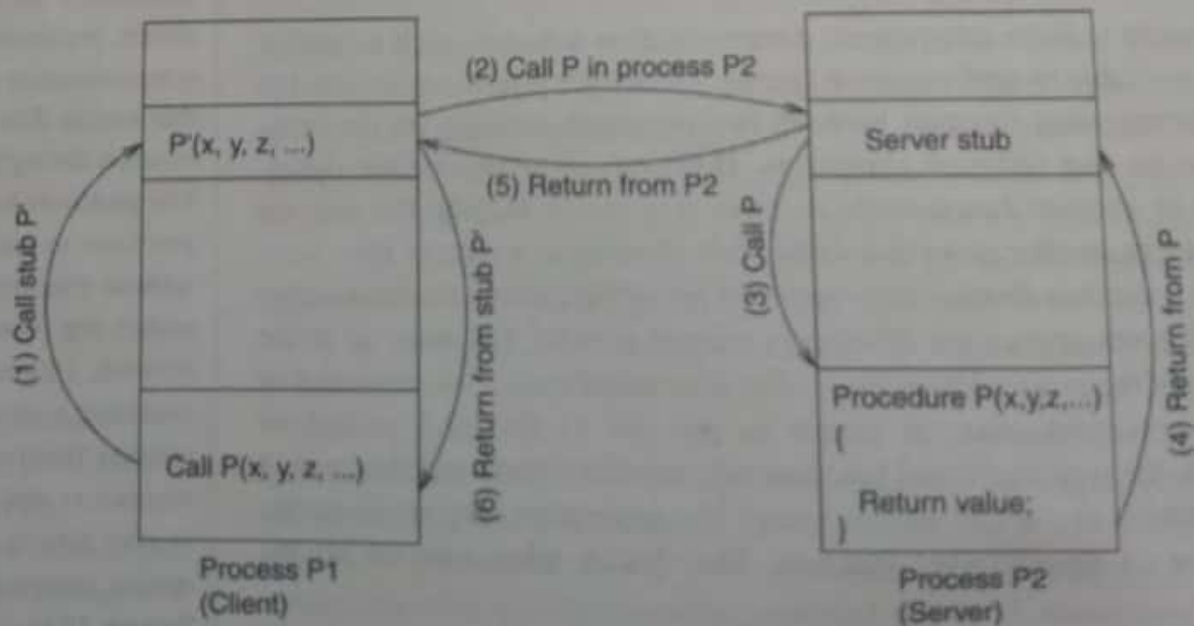 (2) Call P in process P2
P'(x, y, z, ...)
Server stub
(5) Return from P2
(1) Call stub P'
(6) Return from stub P'
(3) Call P
(4) Return from P
Call P(x, y, z, ...)
Procedure P(x,y,z,...)
{
Return value;
}
Process P1
(Client)
Process P2
(Server)